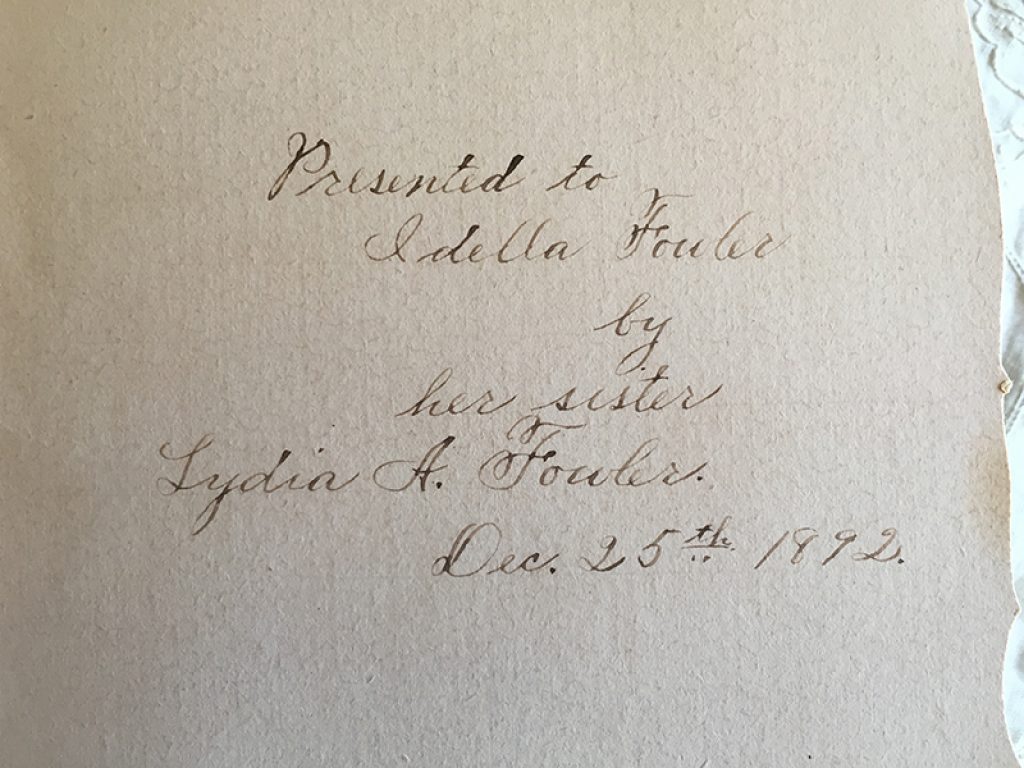 Presented to
Idella Fowler
by
her sister
Lydia A. Fowler.
Dec. 25th 1892.